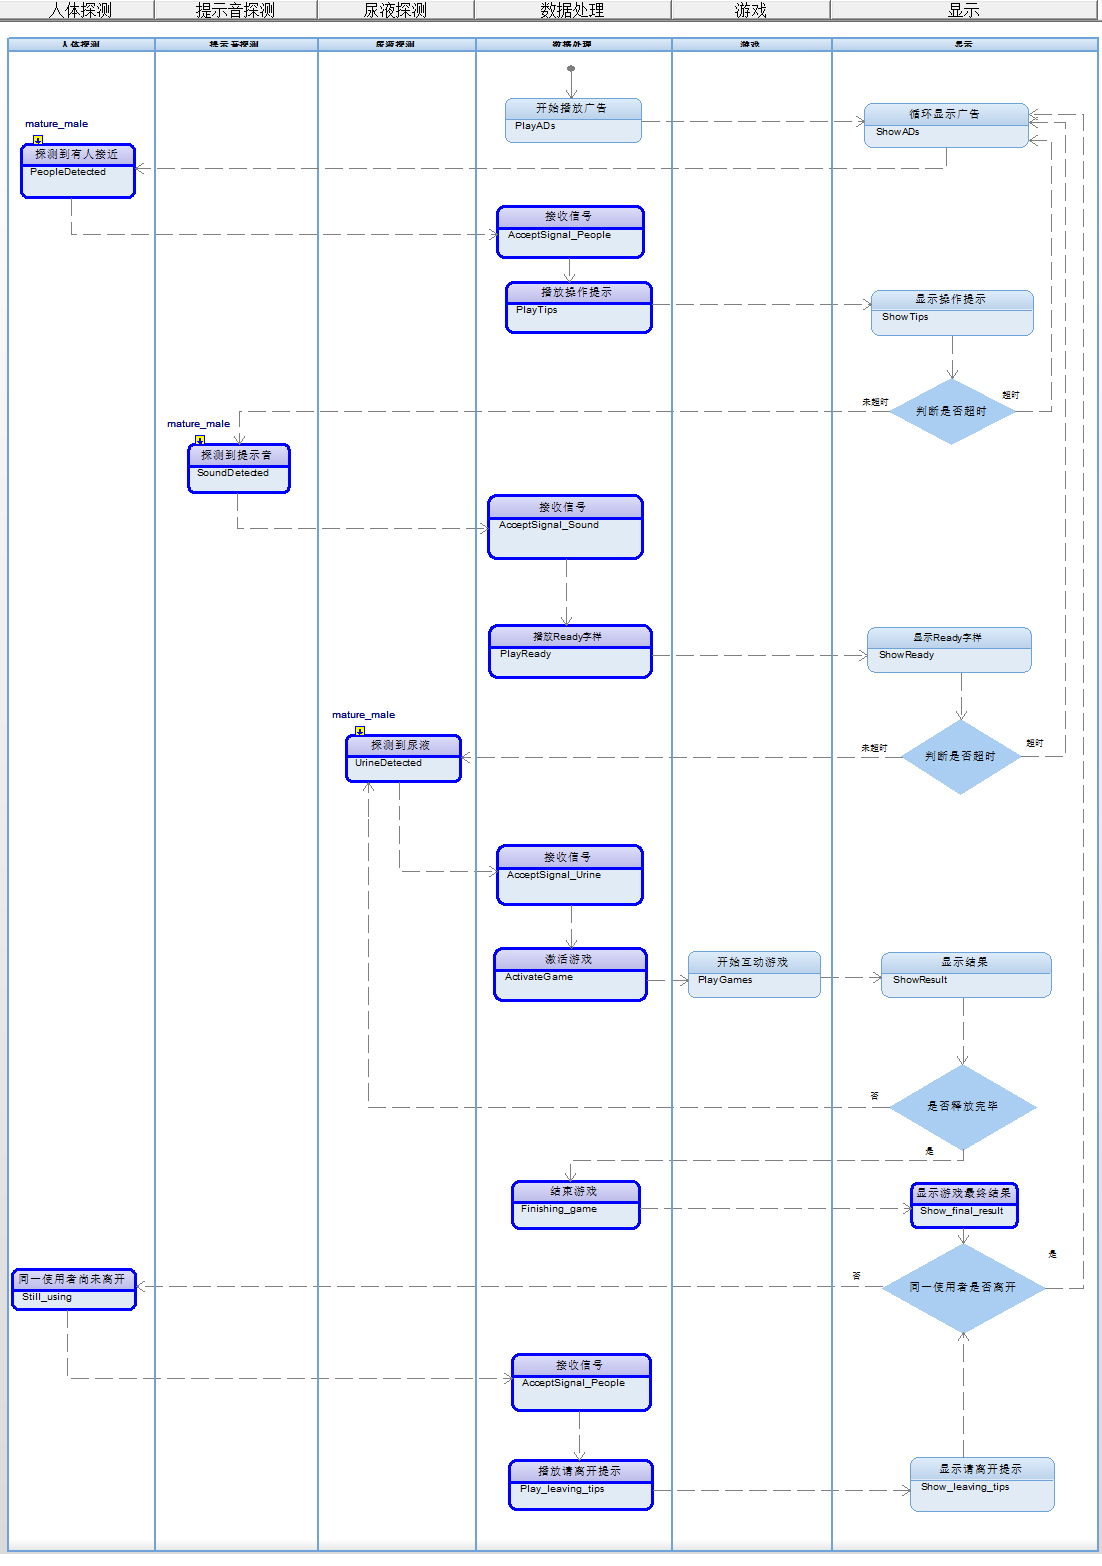 人体探测
提示音探测
尿液探测
数据处理
游戏
显示
人体探测
提示音探测
尿液探测
数据处理
游戏
显示
开始播放广告
PlayADs
循环显示广告
ShowADs
mature_male
探测到有人接近
PeopleDetected
接收信号
AcceptSignal_People
播放操作提示
PlayTips
显示操作提示
ShowTips
未超时
判断是否超时
超时
mature_male
探测到提示音
SoundDetected
接收信号
AcceptSignal_Sound
播放Ready字样
PlayReady
显示Ready字样
ShowReady
mature_male
探测到尿液
UrineDetected
未超时
判断是否超时
超时
接收信号
AcceptSignal_Urine
激活游戏
ActivateGame
开始互动游戏
PlayGames
显示结果
ShowResult
否
是否释放完毕
是
结束游戏
Finishing_game
显示游戏最终结果
Show_final_result
同一使用者尚未离开
Still_using
否
同一使用者是否离开
是
接收信号
AcceptSignal_People
播放请离开提示
Play_leaving_tips
显示请离开提示
Show_leaving_tips